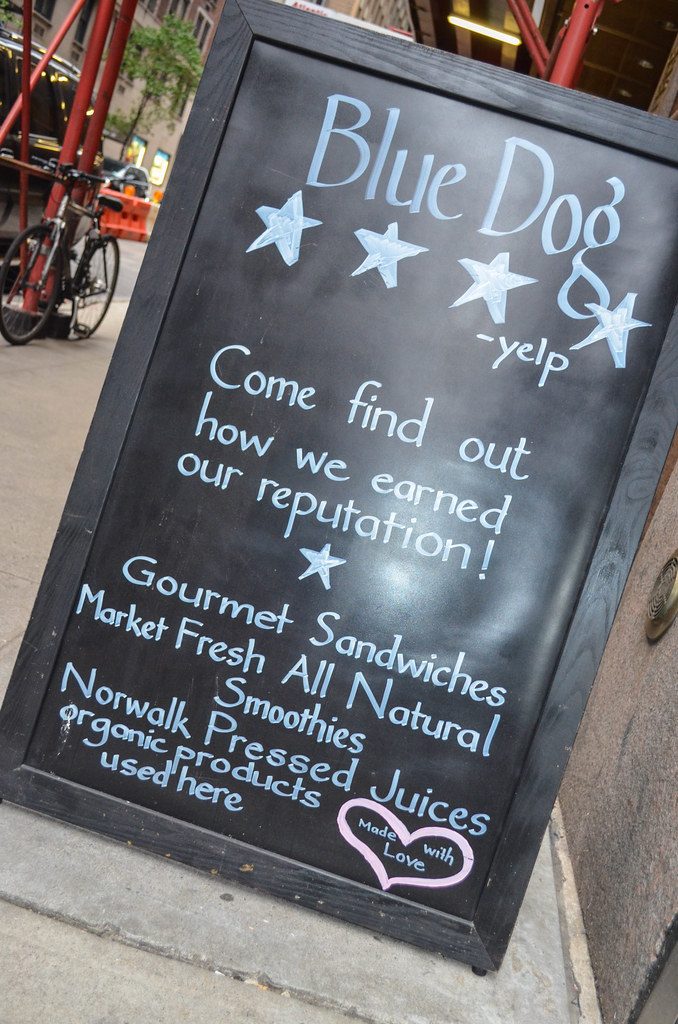 Blue Dog
-yelp
Come find out
how we earned
our reputation!
Gourmet Sandwiches
Market Fresh All Natural
Smoothies
Norwalk Pressed Juices
organic products
used here
Made with
Love